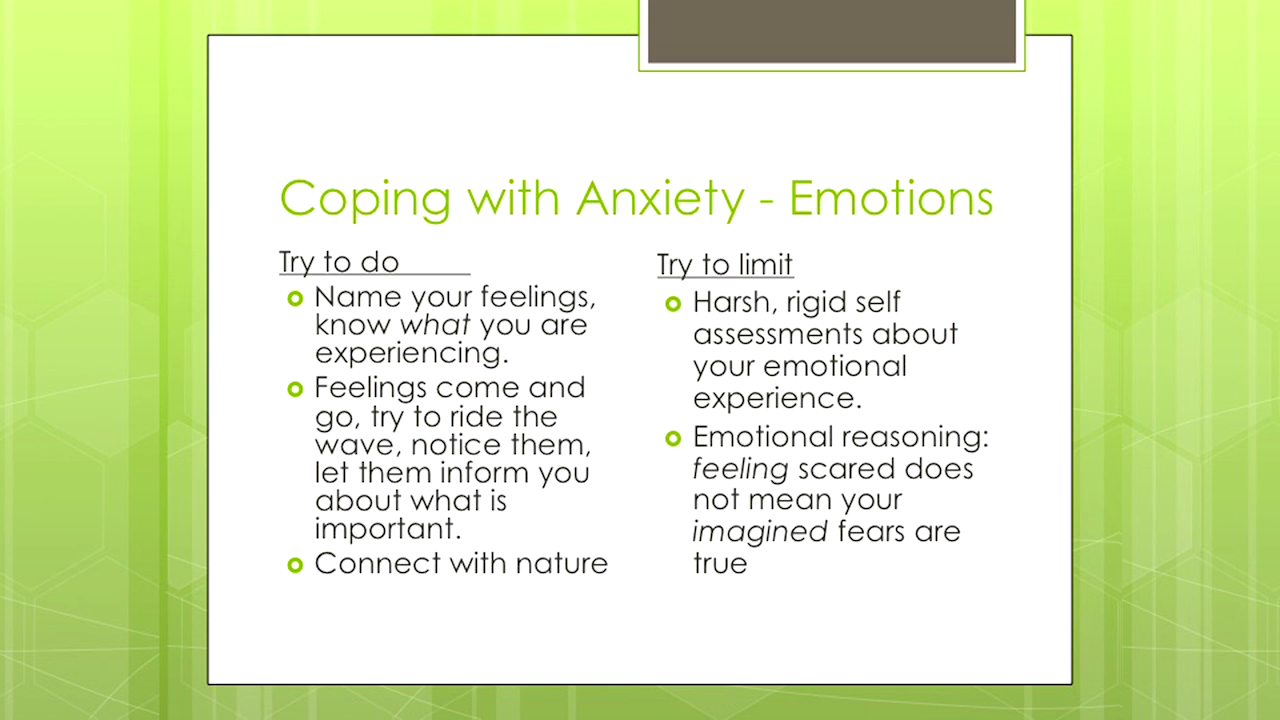 Coping with Anxiety - Emotions
Try to do
Name your feelings,
know what you are
experiencing.
Feelings come and
go, try to ride the
wave, notice them,
let them inform you
about what is
important.
Connect with nature
Try to limit
Harsh, rigid self
assessments about
your emotional
experience.
Emotional reasoning:
feeling scared does
not mean your
imagined fears are
true